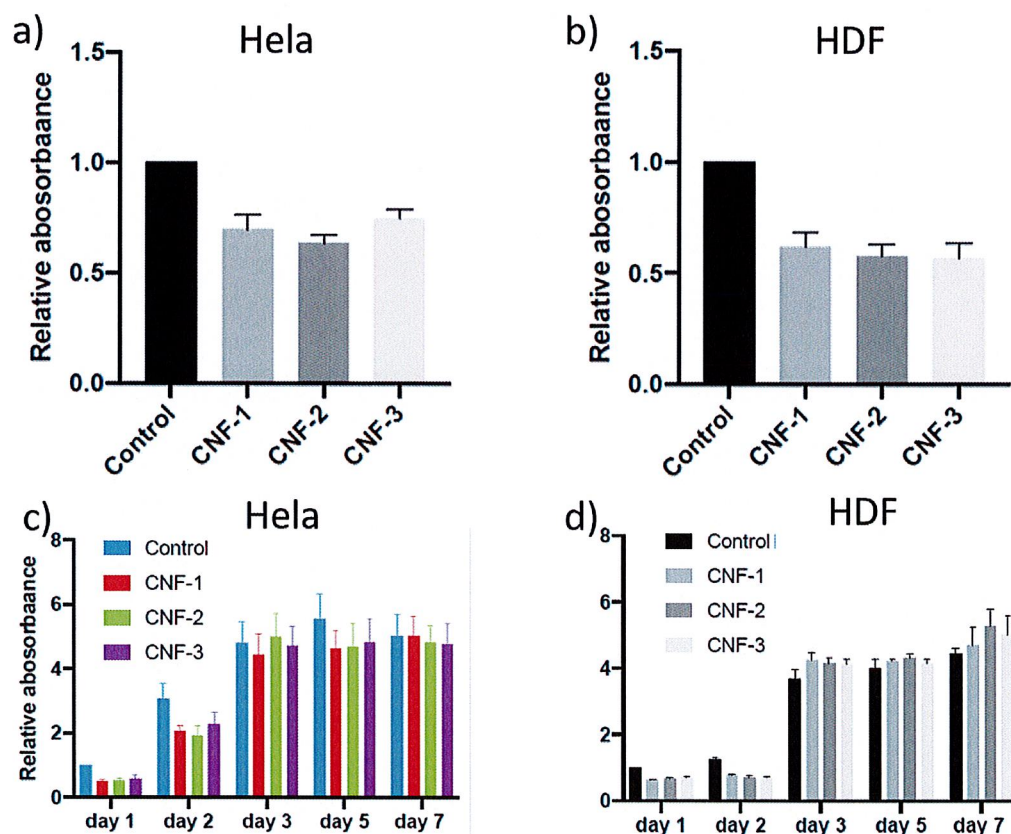 a)
Hela
Relative abosorbaance
1.5
1.0
0.5
0.0
Control
CNF-1
CNF-2
CNF-3
b)
HDF
Relative abosorbaance
1.5
1.0
0.5
0.0
Control
CNF-1
CNF-2
CNF-3
c)
Hela
Relative abosorbaance
8
6
4
2
0
Control
CNF-1
CNF-2
CNF-3
day 1
day 2
day 3
day 5
day 7
d)
HDF
Relative abosorbaance
8
6
4
2
0
Control
CNF-1
CNF-2
CNF-3
day 1
day 2
day 3
day 5
day 7